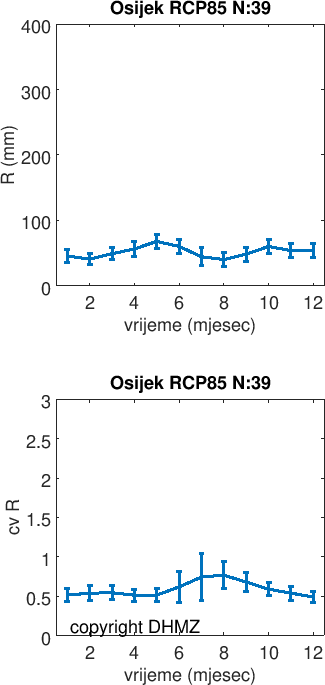 Osijek RCP85 N:39
400
300
200
100
0
R (mm)
2 4 6 8 10 12
vrijeme (mjesec)
Osijek RCP85 N:39
3
2.5
2
1.5
1
0.5
0
cv R
copyright DHMZ
2 4 6 8 10 12
vrijeme (mjesec)